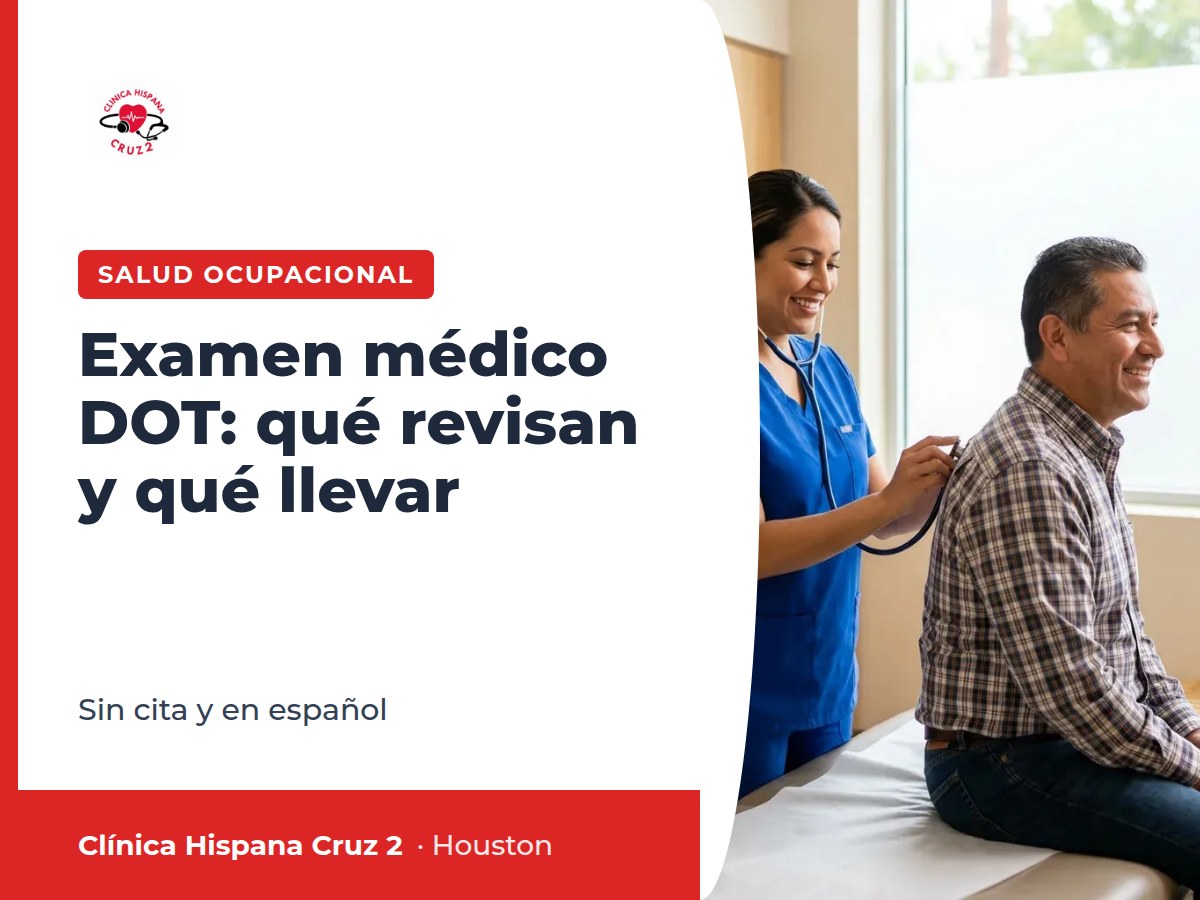 CLINICA HISPANA
CRUZ 2
SALUD OCUPACIONAL
Examen médico
DOT: qué revisan
y qué llevar
Sin cita y en español
Clínica Hispana Cruz 2 · Houston